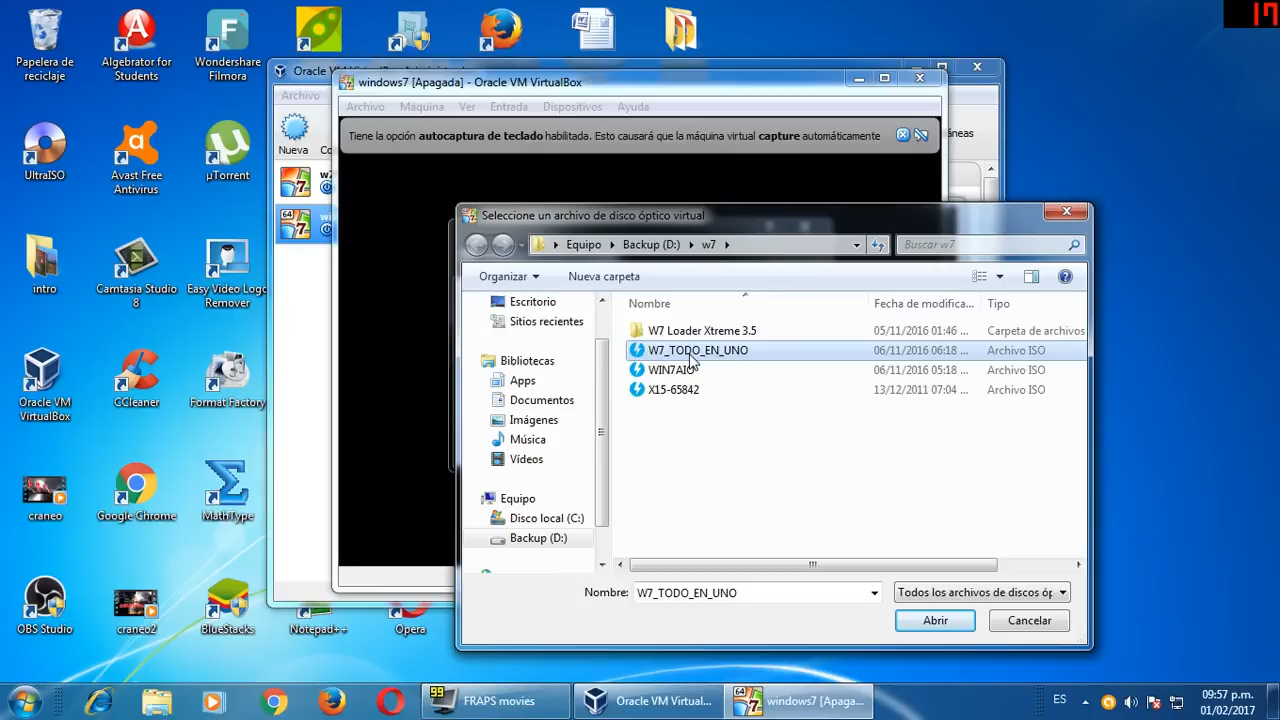 17
Papelera de
reciclaje
Algebrator for
Students
Wondershare
Filmora
UltraISO
Avast Free
Antivirus
µTorrent
intro
Camtasia Studio
8
Easy Video Logo
Remover
Oracle VM
VirtualBox
CCleaner
Format Factory
craneo
Google Chrome
MathType
OBS Studio
craneo2
BlueStacks
Notepad++
Opera
Archivo
Nueva
windows7 [Apagada] - Oracle VM VirtualBox
Archivo Máquina Ver Entrada Dispositivos Ayuda
Tiene la opción autocaptura de teclado habilitada. Esto causará que la máquina virtual capture automáticamente
Seleccione un archivo de disco óptico virtual
Equipo Backup (D:) w7
Buscar w7
Organizar Nueva carpeta
Escritorio
Sitios recientes
Bibliotecas
Apps
Documentos
Imágenes
Música
Vídeos
Equipo
Disco local (C:)
Backup (D:)
Nombre Fecha de modifica... Tipo
W7 Loader Xtreme 3.5 05/11/2016 01:46 ... Carpeta de archivos
W7_TODO_EN_UNO 06/11/2016 06:18 ... Archivo ISO
WIN7AIO 06/11/2016 05:18 ... Archivo ISO
X15-65842 13/12/2011 07:04 ... Archivo ISO
Nombre: W7_TODO_EN_UNO
Todos los archivos de discos óp
Abrir Cancelar
99 FRAPS movies
Oracle VM Virtual...
64 windows7 [Apaga...
ES
09:57 p.m.
01/02/2017